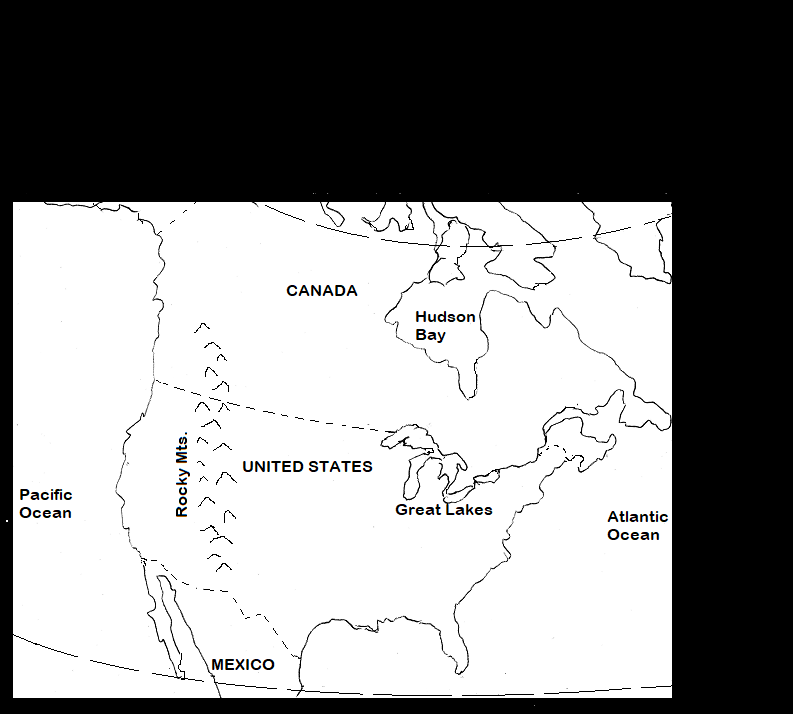 CANADA
Hudson
Bay
Rocky Mts.
UNITED STATES
Pacific
Ocean
Great Lakes
Atlantic
Ocean
MEXICO